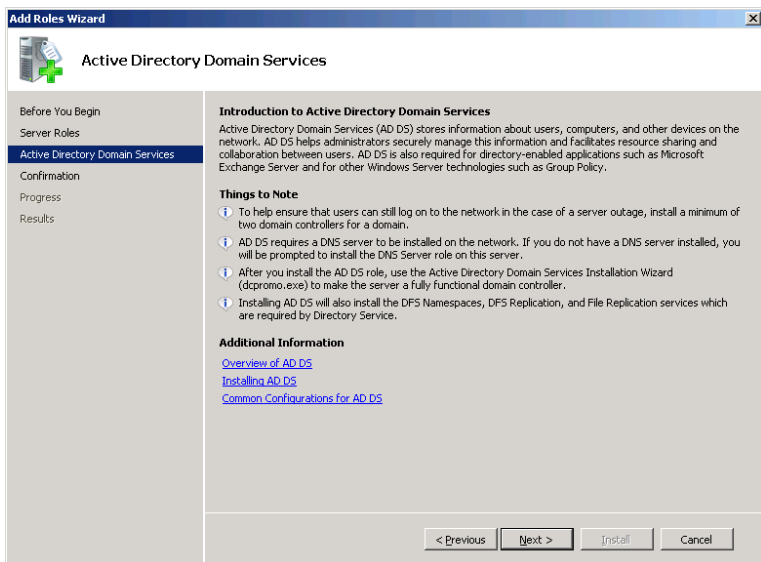 Add Roles Wizard
Active Directory Domain Services
Before You Begin
Server Roles
Active Directory Domain Services
Confirmation
Progress
Results
Introduction to Active Directory Domain Services
Active Directory Domain Services (AD DS) stores information about users, computers, and other devices on the
network. AD DS helps administrators securely manage this information and facilitates resource sharing and
collaboration between users. AD DS is also required for directory-enabled applications such as Microsoft
Exchange Server and for other Windows Server technologies such as Group Policy.
Things to Note
To help ensure that users can still log on to the network in the case of a server outage, install a minimum of
two domain controllers for a domain.
AD DS requires a DNS server to be installed on the network. If you do not have a DNS server installed, you
will be prompted to install the DNS Server role on this server.
After you install the AD DS role, use the Active Directory Domain Services Installation Wizard
(dcpromo.exe) to make the server a fully functional domain controller.
Installing AD DS will also install the DFS Namespaces, DFS Replication, and File Replication services which
are required by Directory Service.
Additional Information
Overview of AD DS
Installing AD DS
Common Configurations for AD DS
< Previous
Next >
Install
Cancel